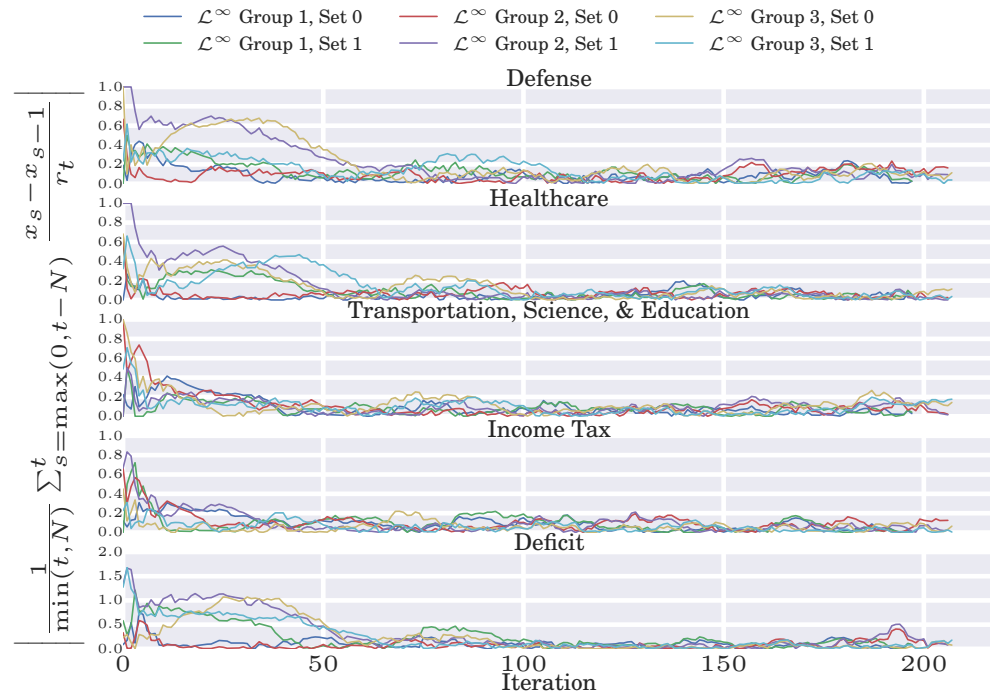 ℒ^∞ Group 1, Set 0 ℒ^∞ Group 2, Set 0 ℒ^∞ Group 3, Set 0
ℒ^∞ Group 1, Set 1 ℒ^∞ Group 2, Set 1 ℒ^∞ Group 3, Set 1
| 1/min(t,N) ∑^t_{s=max(0,t−N)} (x_s−x_{s−1})/r_t |
Defense
1.0
0.8
0.6
0.4
0.2
0.0
Healthcare
1.0
0.8
0.6
0.4
0.2
0.0
Transportation, Science, & Education
1.0
0.8
0.6
0.4
0.2
0.0
Income Tax
1.0
0.8
0.6
0.4
0.2
0.0
Deficit
2.0
1.5
1.0
0.5
0.0
0 50 100 150 200
Iteration